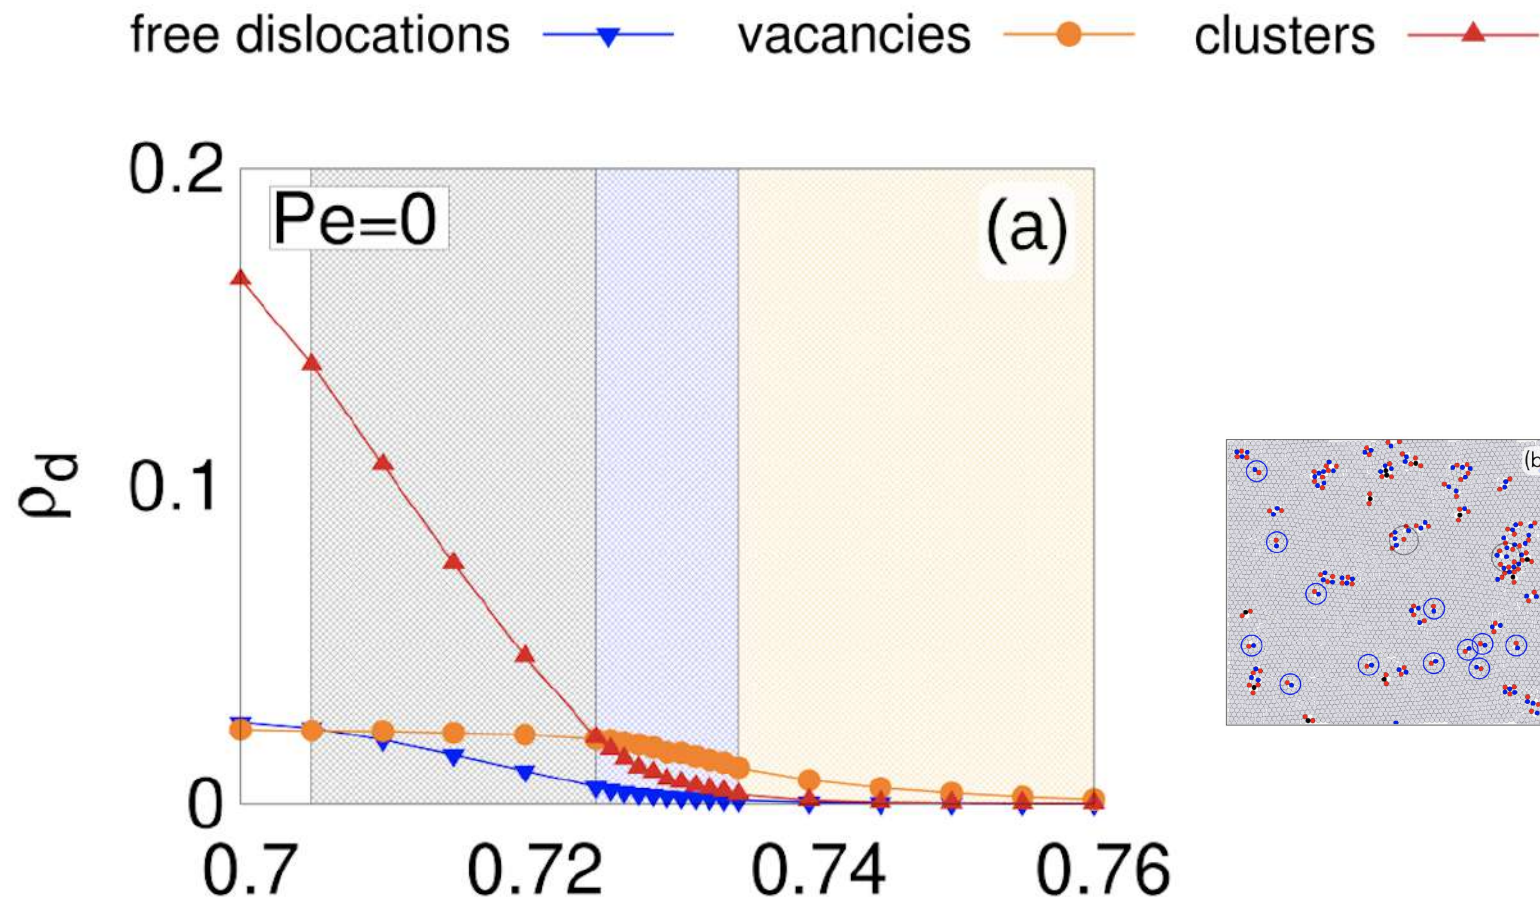 free dislocations vacancies clusters
0.2
Pe=0
(a)
0.1
ρd
0
0.7 0.72 0.74 0.76
(b